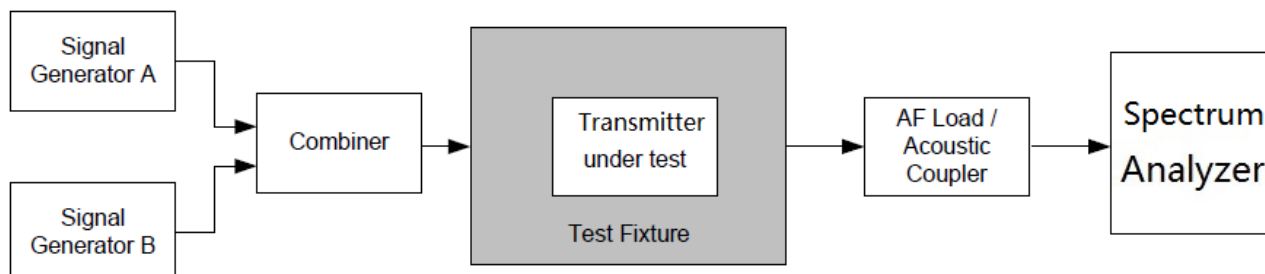 Signal
Generator A
Signal
Generator B
Combiner
Transmitter
under test
Test Fixture
AF Load /
Acoustic
Coupler
Spectrum
Analyzer